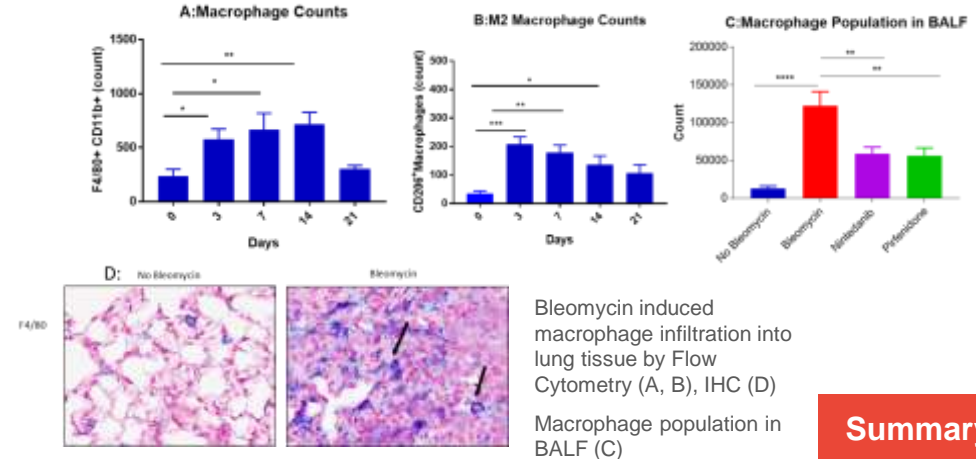 A:Macrophage Counts
1500
1000
500
0
F4/80+ CD11b+ (count)
**
*
*
0 3 7 14 21
Days
B:M2 Macrophage Counts
500
400
300
200
100
0
CD206+Macrophages (count)
*
**
***
0 3 7 14 21
Days
C:Macrophage Population in BALF
200000
150000
100000
50000
0
Count
**
**
****
No Bleomycin
Bleomycin
Nintedanib
Pirfenidone
D: No Bleomycin
Bleomycin
F4/80
Bleomycin induced
macrophage infiltration into
lung tissue by Flow
Cytometry (A, B), IHC (D)
Macrophage population in
BALF (C)
Summary